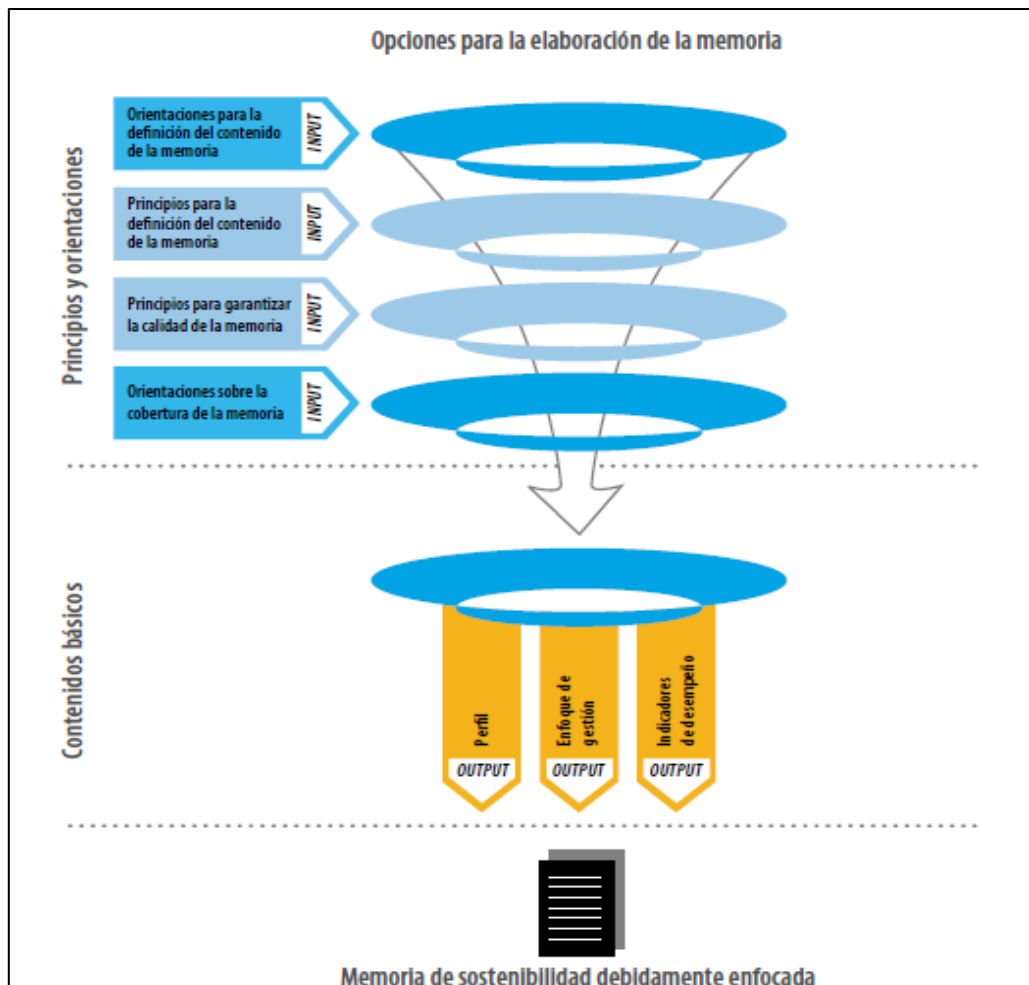 Opciones para la elaboración de la memoria
Principios y orientaciones
Orientaciones para la
definición del contenido
de la memoria
INPUT
Principios para la
definición del contenido
de la memoria
INPUT
Principios para garantizar
la calidad de la memoria
INPUT
Orientaciones sobre la
cobertura de la memoria
INPUT
Contenidos básicos
Perfil
OUTPUT
Enfoque de
gestión
OUTPUT
Indicadores
de desempeño
OUTPUT
Memoria de sostenibilidad debidamente enfocada